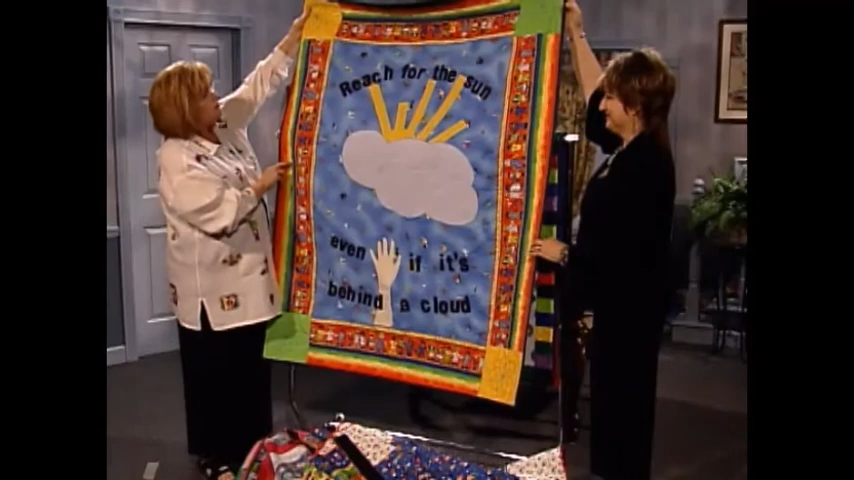 Reach for the sun
even if it's
behind a cloud